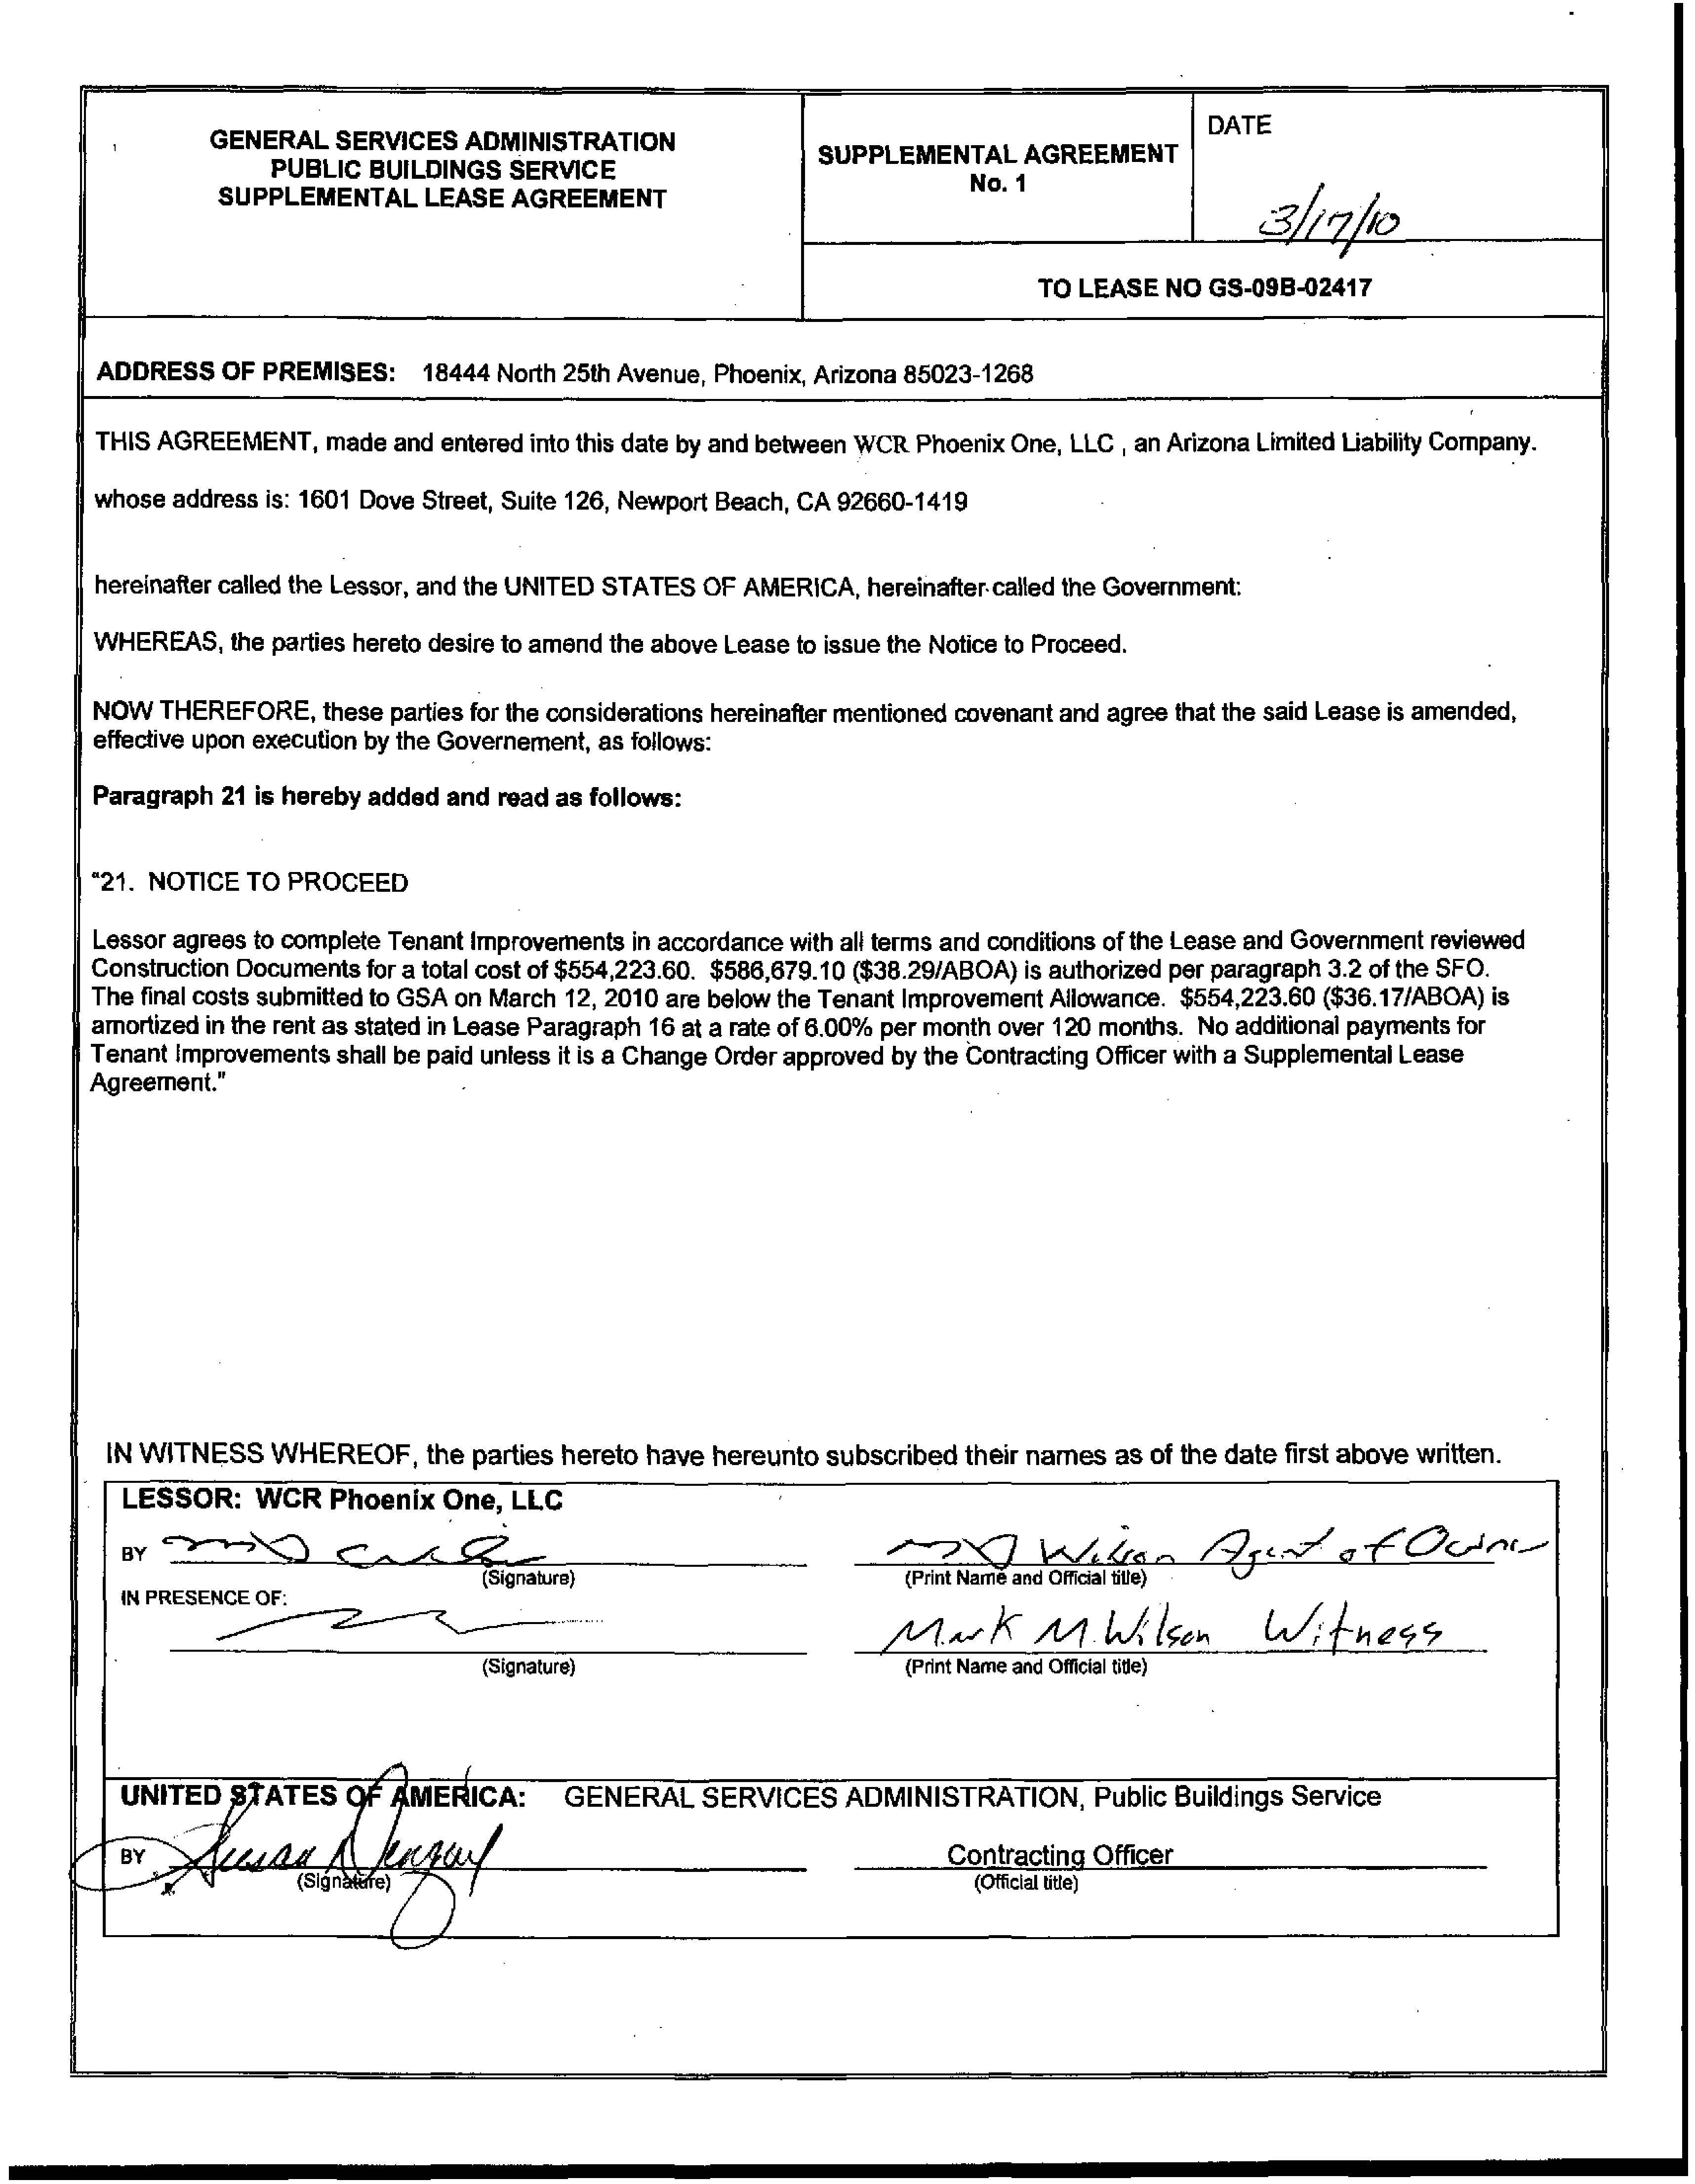 GENERAL SERVICES ADMINISTRATION
PUBLIC BUILDINGS SERVICE
SUPPLEMENTAL LEASE AGREEMENT
SUPPLEMENTAL AGREEMENT
No. 1
DATE
3/17/10
TO LEASE NO GS-09B-02417
ADDRESS OF PREMISES: 18444 North 25th Avenue, Phoenix, Arizona 85023-1268
THIS AGREEMENT, made and entered into this date by and between WCR Phoenix One, LLC , an Arizona Limited Liability Company.
whose address is: 1601 Dove Street, Suite 126, Newport Beach, CA 92660-1419
hereinafter called the Lessor, and the UNITED STATES OF AMERICA, hereinafter called the Government:
WHEREAS, the parties hereto desire to amend the above Lease to issue the Notice to Proceed.
NOW THEREFORE, these parties for the considerations hereinafter mentioned covenant and agree that the said Lease is amended,
effective upon execution by the Governement, as follows:
Paragraph 21 is hereby added and read as follows:
"21. NOTICE TO PROCEED
Lessor agrees to complete Tenant Improvements in accordance with all terms and conditions of the Lease and Government reviewed
Construction Documents for a total cost of $554,223.60. $586,679.10 ($38.29/ABOA) is authorized per paragraph 3.2 of the SFO.
The final costs submitted to GSA on March 12, 2010 are below the Tenant Improvement Allowance. $554,223.60 ($36.17/ABOA) is
amortized in the rent as stated in Lease Paragraph 16 at a rate of 6.00% per month over 120 months. No additional payments for
Tenant Improvements shall be paid unless it is a Change Order approved by the Contracting Officer with a Supplemental Lease
Agreement."
IN WITNESS WHEREOF, the parties hereto have hereunto subscribed their names as of the date first above written.
LESSOR: WCR Phoenix One, LLC
BY
Wilson Agent of Owner
(Signature)
(Print Name and Official title)
IN PRESENCE OF:
Mark M. Wilson Witness
(Signature)
(Print Name and Official title)
UNITED STATES OF AMERICA: GENERAL SERVICES ADMINISTRATION, Public Buildings Service
BY Susan
Contracting Officer
(Signature)
(Official title)